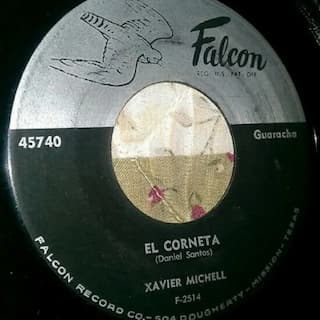 Falcon
REG. U.S. PAT. OFF.
45740
Guaracha
EL CORNETA
(Daniel Santos)
XAVIER MICHELL
F-2514
FALCON RECORD CO.-504 DOUGHERTY-MISSION, TEXAS